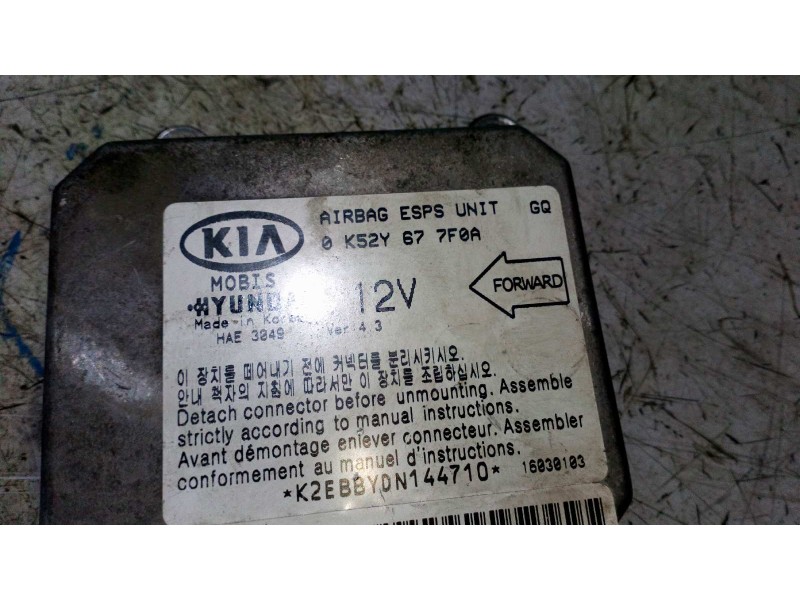 KIA
AIRBAG ESPS UNIT GQ
0 K52Y 67 7F0A
MOBIS
FORWARD
12V
Made in
HAE 3049 Ver 4.3
이 장치를 떼어내기 전에 커넥터를 분리시키시오.
안내 책자의 지침에 따라서만 이 장치를 조립하십시오.
Detach connector before unmounting. Assemble
strictly according to manual instructions.
Avant démontage enlever connecteur. Assembler
conformement au manuel d'instructions.
16030103
*K2EBBYDN144710*